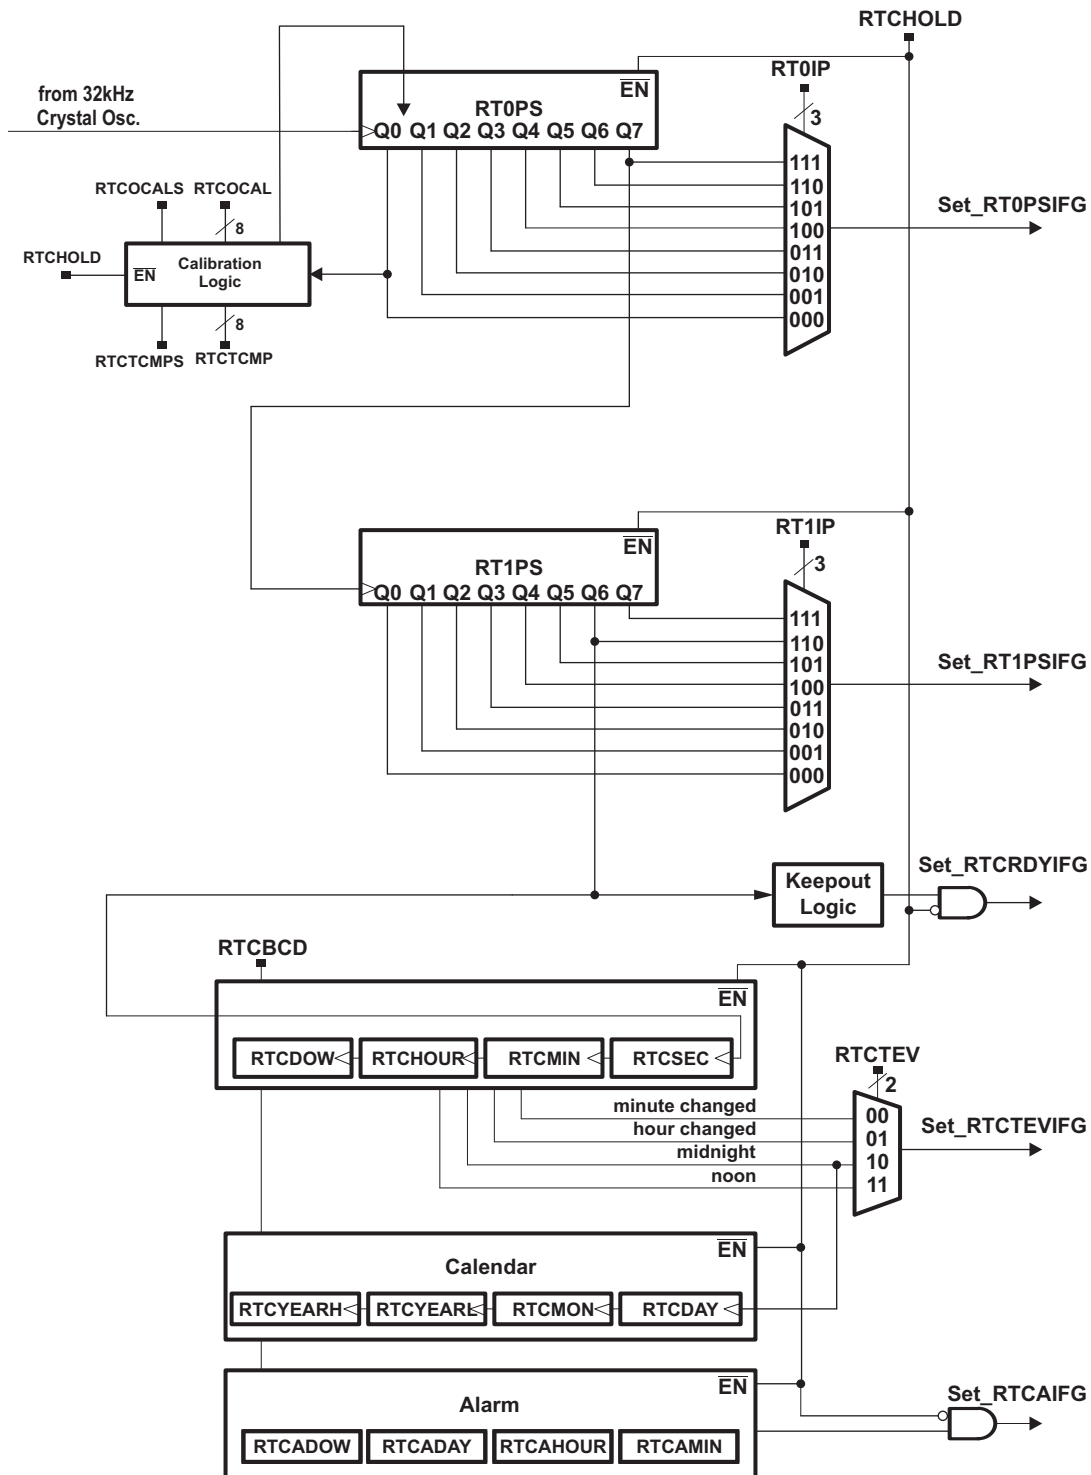 RTCHOLD
from 32kHz
Crystal Osc.
EN
RT0PS
Q0 Q1 Q2 Q3 Q4 Q5 Q6 Q7
RT0IP
3
111
110
101
100
011
010
001
000
Set_RT0PSIFG
RTCOCALS RTCOCAL
8
RTCHOLD
EN
Calibration
Logic
8
RTCTCMPS RTCTCMP
EN
RT1PS
Q0 Q1 Q2 Q3 Q4 Q5 Q6 Q7
RT1IP
3
111
110
101
100
011
010
001
000
Set_RT1PSIFG
Keepout
Logic
Set_RTCRDYIFG
RTCBCD
EN
RTCDOW RTCHOUR RTCMIN RTCSEC
RTCTEV
2
minute changed
hour changed
midnight
noon
00
01
10
11
Set_RTCTEVIFG
EN
Calendar
RTCYEARH RTCYEARL RTCMON RTCDAY
EN
Alarm
RTCADOW RTCADAY RTCAHOUR RTCAMIN
Set_RTCAIFG